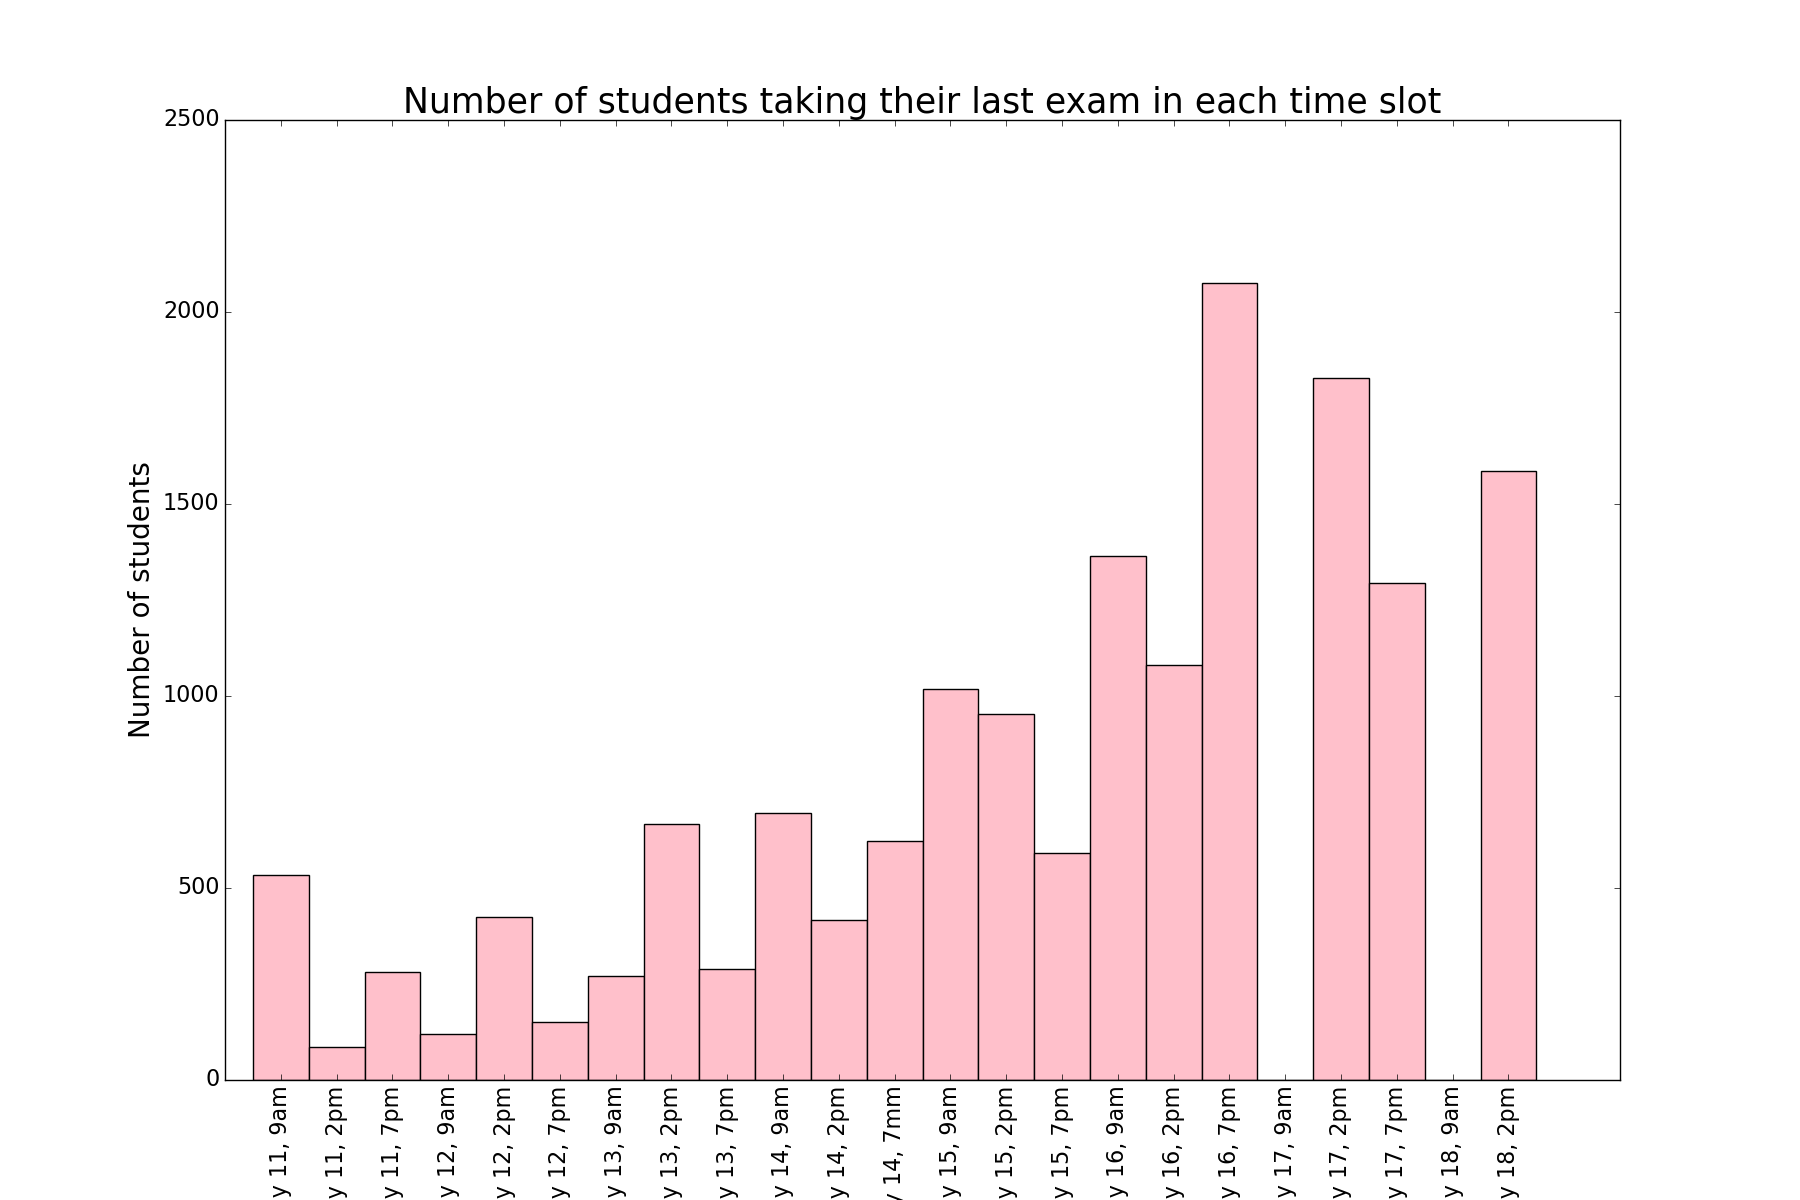 Number of students taking their last exam in each time slot
2500
2000
1500
1000
500
0
Number of students
y 11, 9am
y 11, 2pm
y 11, 7pm
y 12, 9am
y 12, 2pm
y 12, 7pm
y 13, 9am
y 13, 2pm
y 13, 7pm
y 14, 9am
y 14, 2pm
y 14, 7mm
y 15, 9am
y 15, 2pm
y 15, 7pm
y 16, 9am
y 16, 2pm
y 16, 7pm
y 17, 9am
y 17, 2pm
y 17, 7pm
y 18, 9am
y 18, 2pm